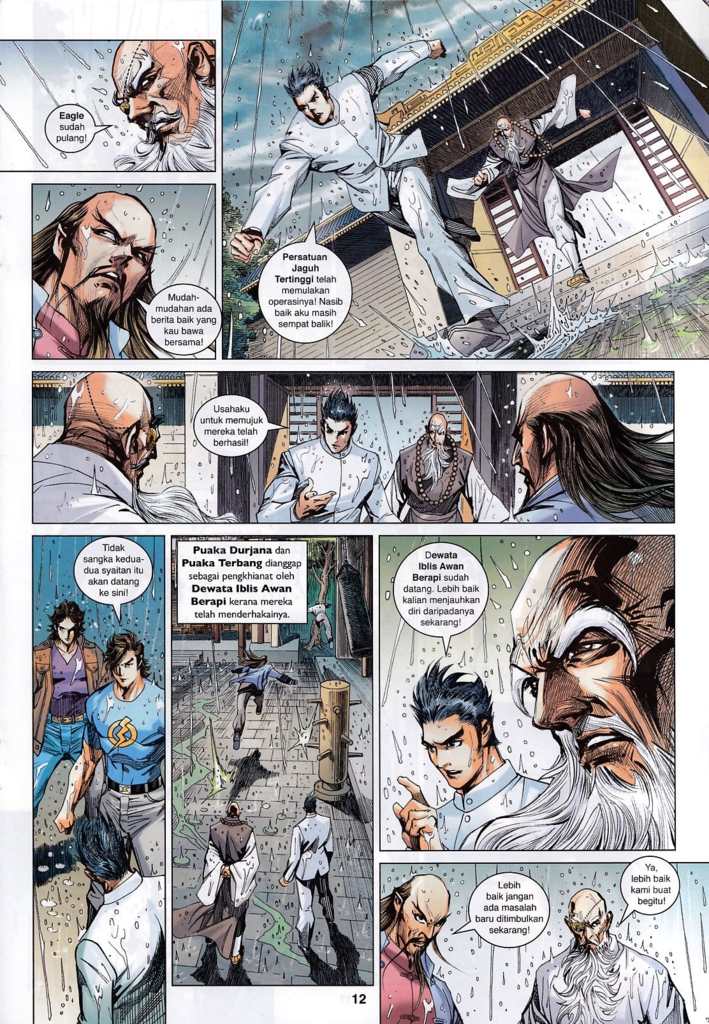 Eagle
sudah
pulang!
Persatuan
Jaguh
Tertinggi telah
memulakan
operasinya! Nasib
baik aku masih
sempat balik!
Mudah-
mudahan ada
berita baik yang
kau bawa
bersama!
Usahaku
untuk memujuk
mereka telah
berhasil!
Tidak
sangka kedua-
dua syaitan itu
akan datang
ke sini!
Puaka Durjana dan
Puaka Terbang dianggap
sebagai pengkhianat oleh
Dewata Iblis Awan
Berapi kerana mereka
telah menderhakainya.
Dewata
Iblis Awan
Berapi sudah
datang. Lebih baik
kalian menjauhkan
diri daripadanya
sekarang!
Lebih
baik jangan
ada masalah
baru ditimbulkan
sekarang!
Ya,
lebih baik
kami buat
begitu!
12